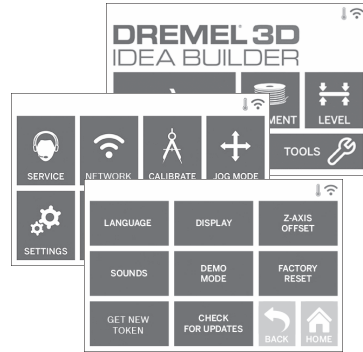 DREMEL 3D
IDEA BUILDER
LEVEL
TOOLS
SERVICE
NETWORK
CALIBRATE
JOG MODE
SETTINGS
LANGUAGE
DISPLAY
Z-AXIS
OFFSET
SOUNDS
DEMO
MODE
FACTORY
RESET
GET NEW
TOKEN
CHECK
FOR UPDATES
BACK
HOME